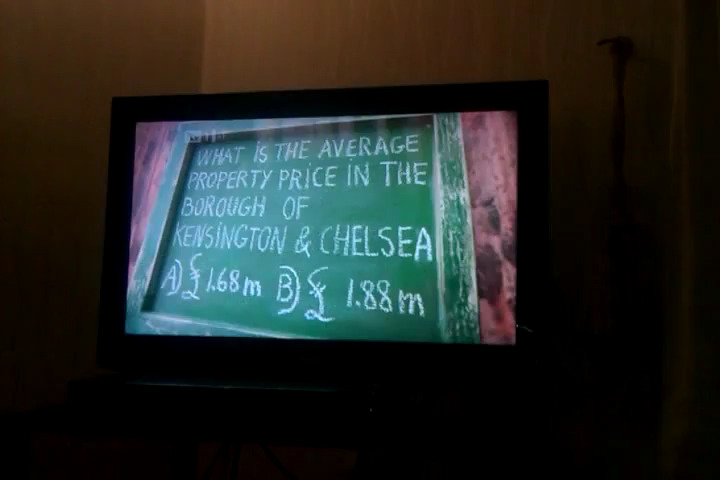 WHAT IS THE AVERAGE
PROPERTY PRICE IN THE
BOROUGH OF
KENSINGTON & CHELSEA
A) £ 1.68m B) £ 1.88m